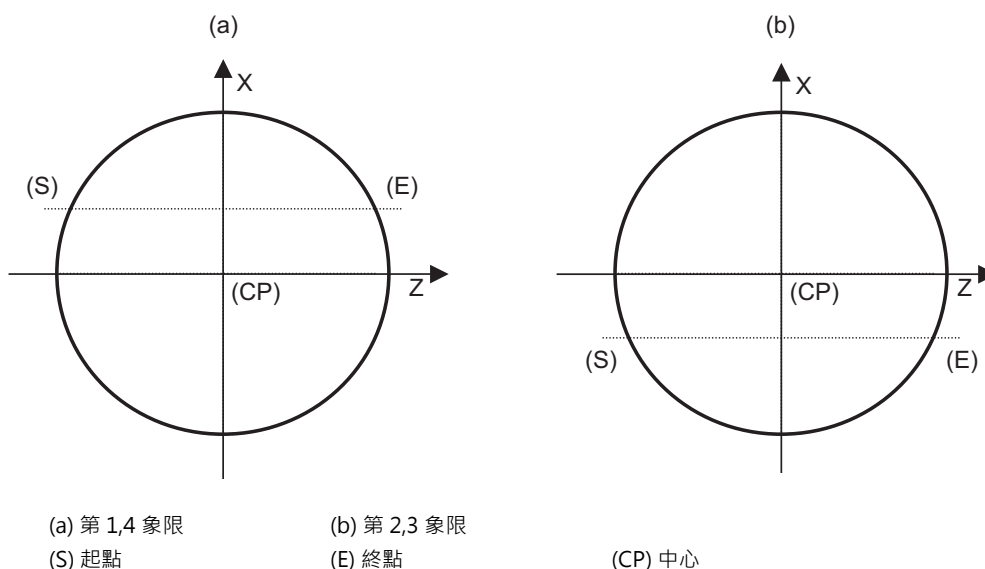 (a) (b)
X X
(S) (E)
(CP) Z (CP) Z
(S) (E)
(a) 第 1,4 象限 (b) 第 2,3 象限
(S) 起點 (E) 終點 (CP) 中心